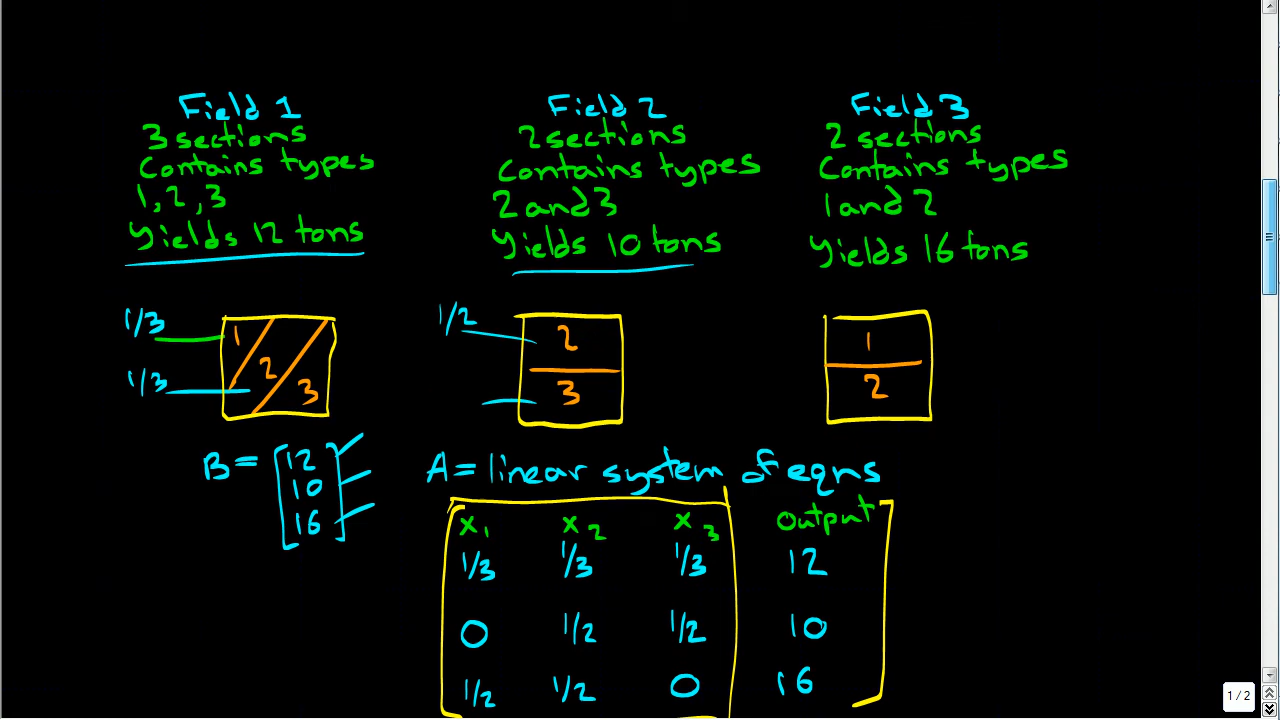 Field 1
3 sections
Contains types
1, 2, 3
Yields 12 tons
Field 2
2 sections
Contains types
2 and 3
Yields 10 tons
Field 3
2 sections
Contains types
1 and 2
Yields 16 tons
1/3
1/3
1
2
3
1/2
2
3
1
2
B = [12
10
16]
A = linear system of eqns
x1 x2 x3 output
1/3 1/3 1/3 12
0 1/2 1/2 10
1/2 1/2 0 16
1/2